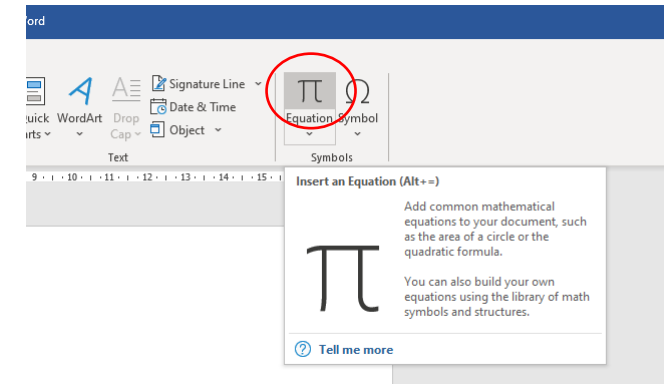 ord
Signature Line
Date & Time
Object
uick WordArt Drop
rts Cap
Equation Symbol
Text Symbols
9 10 11 12 13 14 15
Insert an Equation (Alt+=)
Add common mathematical
equations to your document, such
as the area of a circle or the
quadratic formula.
You can also build your own
equations using the library of math
symbols and structures.
π
Tell me more